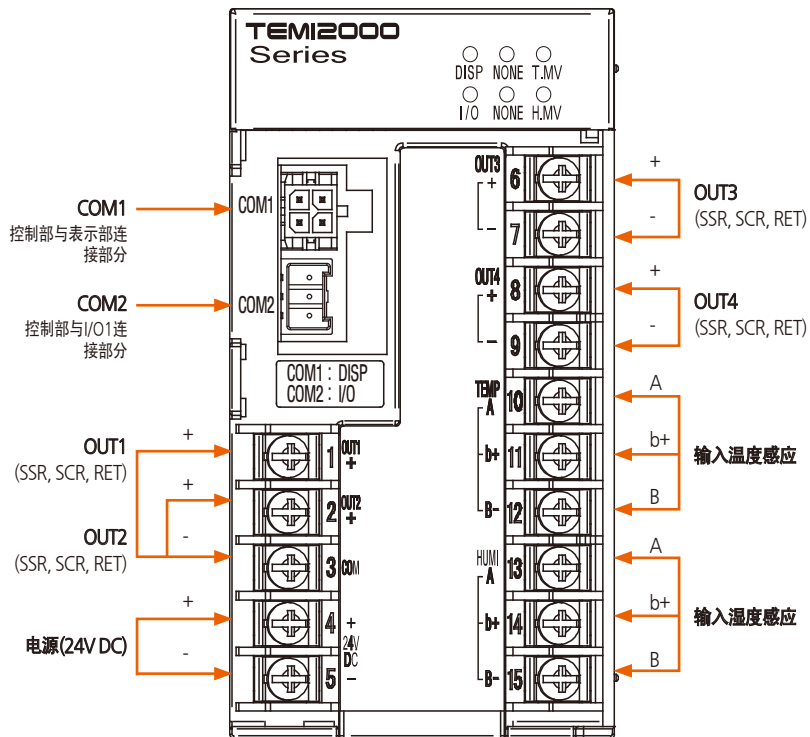 TEMI2000
Series
DISP NONE T.MV
I/O NONE H.MV
COM1
控制部与表示部连
接部分
COM2
控制部与I/O1连
接部分
COM1
COM2
COM1 : DISP
COM2 : I/O
OUT1
(SSR, SCR, RET)
OUT2
(SSR, SCR, RET)
电源(24V DC)
+
+
-
+
-
1 OUT1
+
2 OUT2
+
3 COM
4 +
24V
DC
5 -
OUT3
+ 6
- 7
OUT4
+ 8
- 9
TEMP
A 10
b+ 11
B- 12
HUMI
A 13
b+ 14
B- 15
+
-
OUT3
(SSR, SCR, RET)
+
-
OUT4
(SSR, SCR, RET)
A
b+
B
输入温度感应
A
b+
B
输入湿度感应